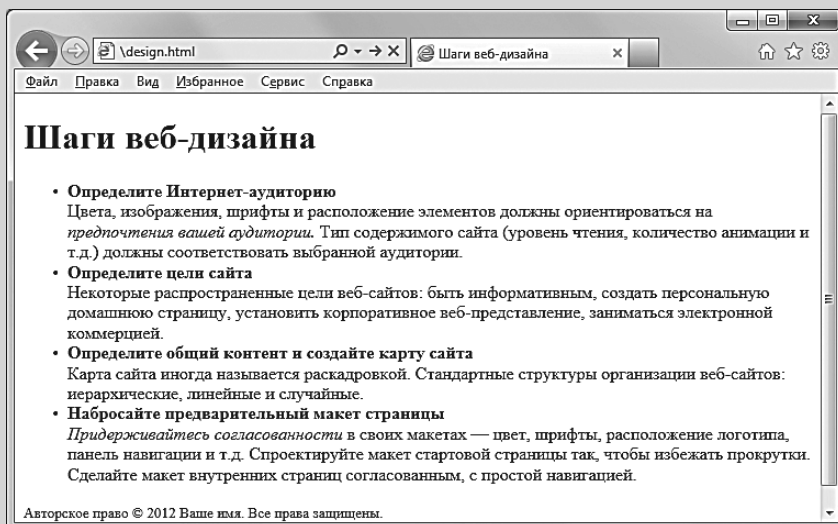 \design.html
Шаги веб-дизайна
Файл Правка Вид Избранное Сервис Справка
Шаги веб-дизайна
• Определите Интернет-аудиторию
Цвета, изображения, шрифты и расположение элементов должны ориентироваться на
предпочтения вашей аудитории. Тип содержимого сайта (уровень чтения, количество анимации и
т.д.) должны соответствовать выбранной аудитории.
• Определите цели сайта
Некоторые распространенные цели веб-сайтов: быть информативным, создать персональную
домашнюю страницу, установить корпоративное веб-представление, заниматься электронной
коммерцией.
• Определите общий контент и создайте карту сайта
Карта сайта иногда называется раскадровкой. Стандартные структуры организации веб-сайтов:
иерархические, линейные и случайные.
• Набросайте предварительный макет страницы
Придерживайтесь согласованности в своих макетах — цвет, шрифты, расположение логотипа,
панель навигации и т.д. Спроектируйте макет стартовой страницы так, чтобы избежать прокрутки.
Сделайте макет внутренних страниц согласованным, с простой навигацией.
Авторское право © 2012 Ваше имя. Все права защищены.